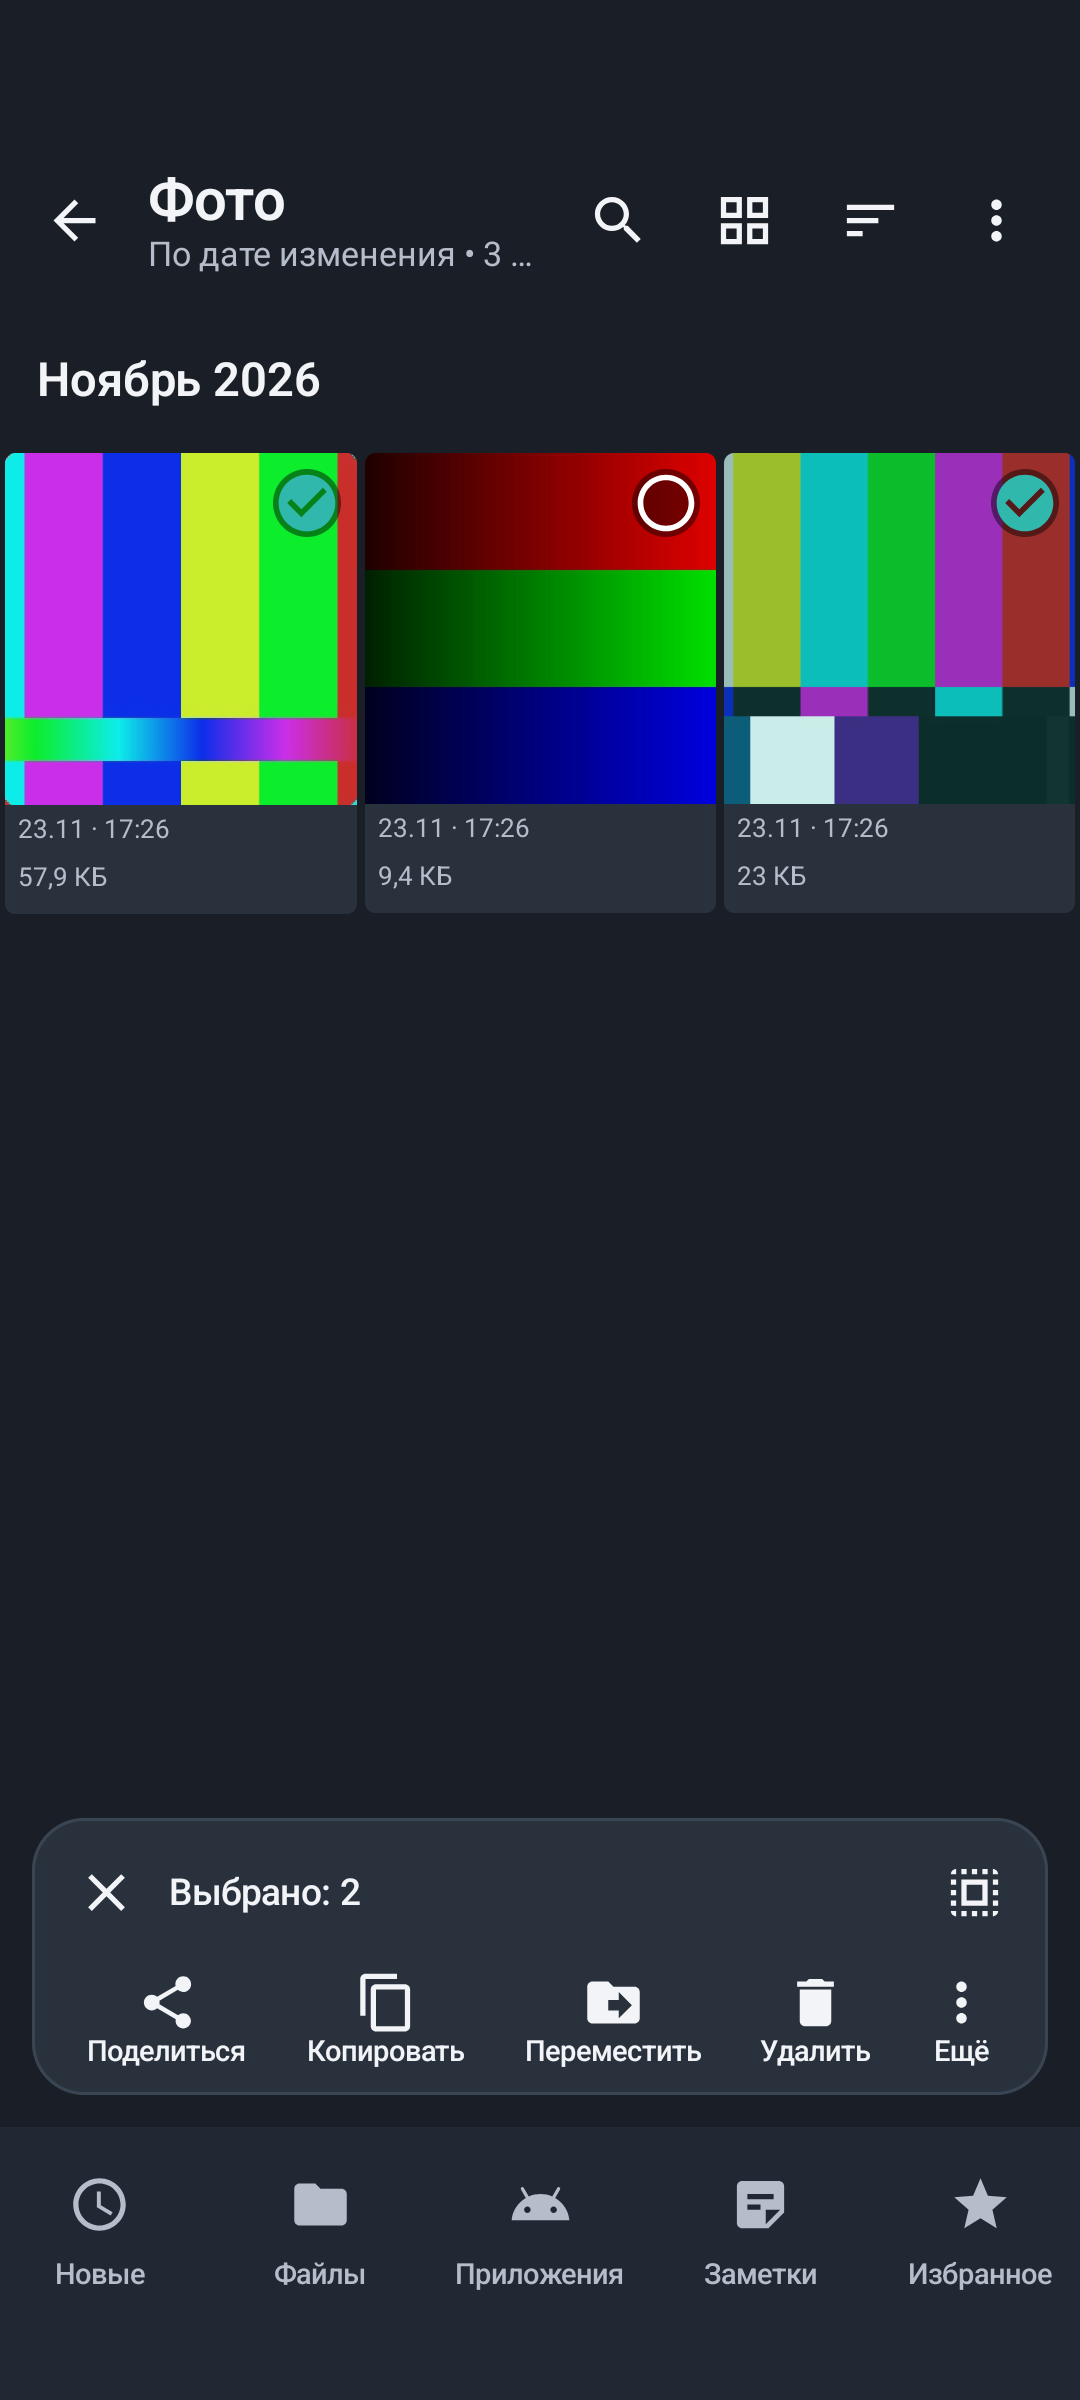 Фото
По дате изменения • 3 ...
Ноябрь 2026
23.11 · 17:26
57,9 КБ
23.11 · 17:26
9,4 КБ
23.11 · 17:26
23 КБ
Выбрано: 2
Поделиться
Копировать
Переместить
Удалить
Ещё
Новые
Файлы
Приложения
Заметки
Избранное